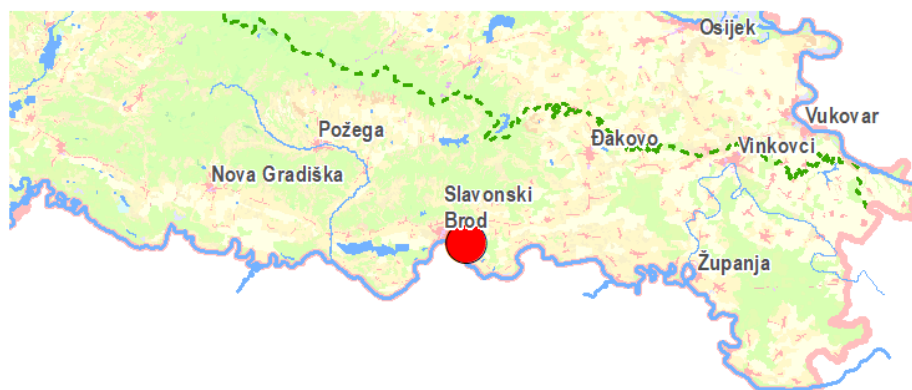 Osijek
Vukovar
Požega
Đakovo
Vinkovci
Nova Gradiška
Slavonski
Brod
Županja